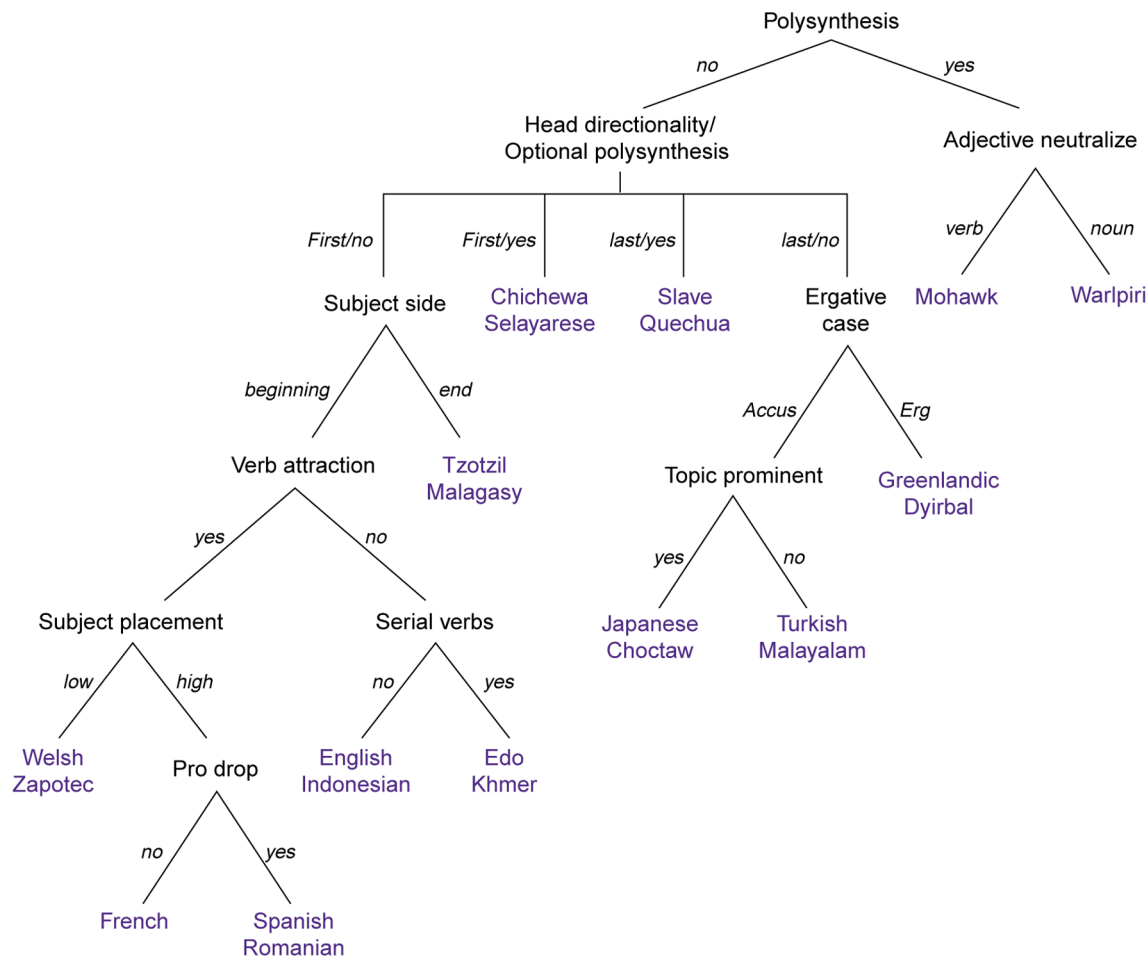 Polysynthesis
no
yes
Head directionality/
Optional polysynthesis
Adjective neutralize
First/no
First/yes
last/yes
last/no
verb
noun
Subject side
Chichewa
Selayarese
Slave
Quechua
Ergative
case
Mohawk
Warlpiri
beginning
end
Accus
Erg
Verb attraction
Tzotzil
Malagasy
Topic prominent
Greenlandic
Dyirbal
yes
no
yes
no
Subject placement
Serial verbs
Japanese
Choctaw
Turkish
Malayalam
low
high
no
yes
Welsh
Zapotec
Pro drop
English
Indonesian
Edo
Khmer
no
yes
French
Spanish
Romanian